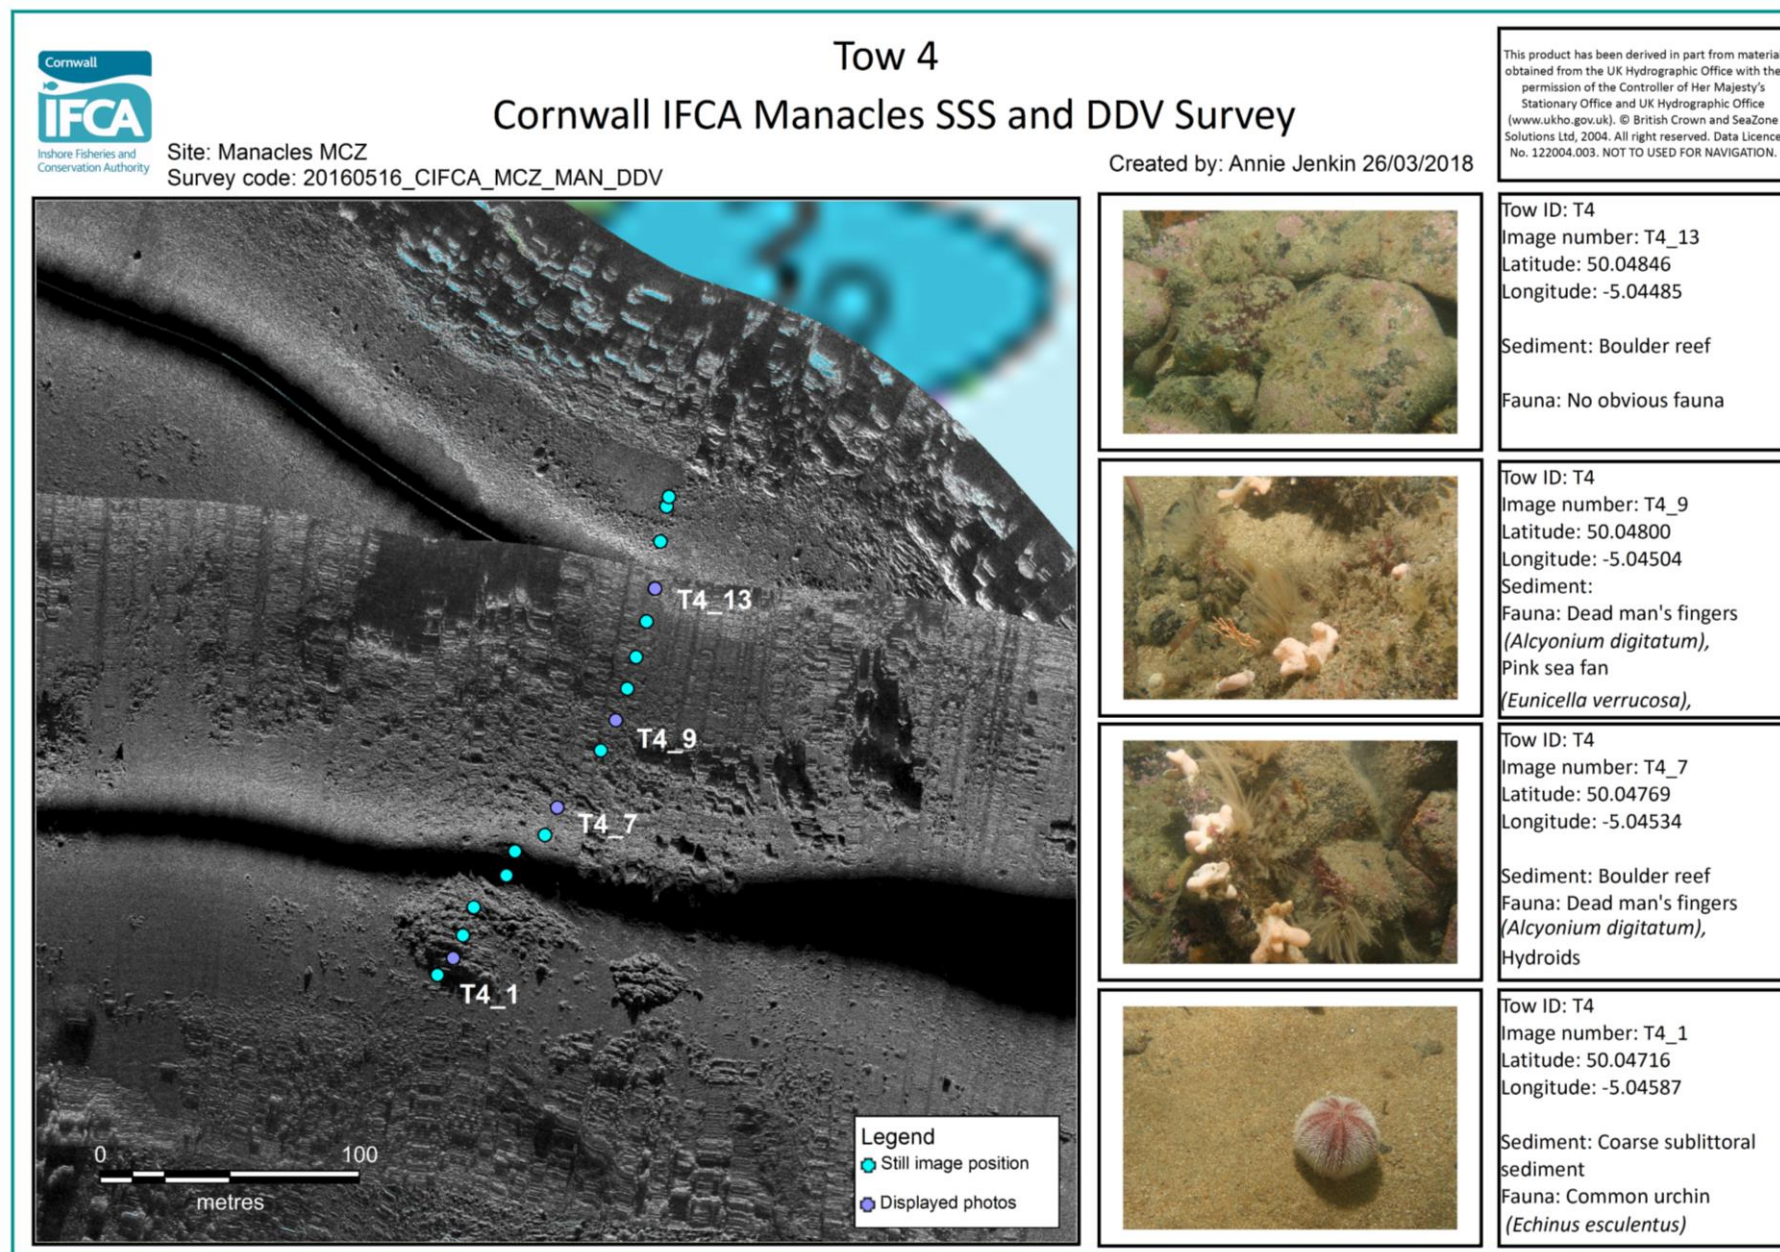 Tow 4
Cornwall IFCA Manacles SSS and DDV Survey
Cornwall
IFCA
Inshore Fisheries and
Conservation Authority
Site: Manacles MCZ
Survey code: 20160516_CIFCA_MCZ_MAN_DDV
Created by: Annie Jenkin 26/03/2018
This product has been derived in part from material
obtained from the UK Hydrographic Office with the
permission of the Controller of Her Majesty's
Stationary Office and UK Hydrographic Office
(www.ukho.gov.uk). © British Crown and SeaZone
Solutions Ltd, 2004. All right reserved. Data Licence
No. 122004.003. NOT TO USED FOR NAVIGATION.
T4_13
T4_9
T4_7
T4_1
0 100
metres
Legend
Still image position
Displayed photos
Tow ID: T4
Image number: T4_13
Latitude: 50.04846
Longitude: -5.04485
Sediment: Boulder reef
Fauna: No obvious fauna
Tow ID: T4
Image number: T4_9
Latitude: 50.04800
Longitude: -5.04504
Sediment:
Fauna: Dead man's fingers
(Alcyonium digitatum),
Pink sea fan
(Eunicella verrucosa),
Tow ID: T4
Image number: T4_7
Latitude: 50.04769
Longitude: -5.04534
Sediment: Boulder reef
Fauna: Dead man's fingers
(Alcyonium digitatum),
Hydroids
Tow ID: T4
Image number: T4_1
Latitude: 50.04716
Longitude: -5.04587
Sediment: Coarse sublittoral
sediment
Fauna: Common urchin
(Echinus esculentus)